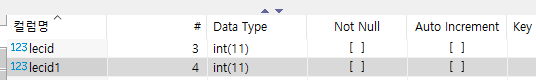 컬럼명 # Data Type Not Null Auto Increment Key
123 lecid 3 int(11) [ ] [ ]
123 lecid1 4 int(11) [ ] [ ]